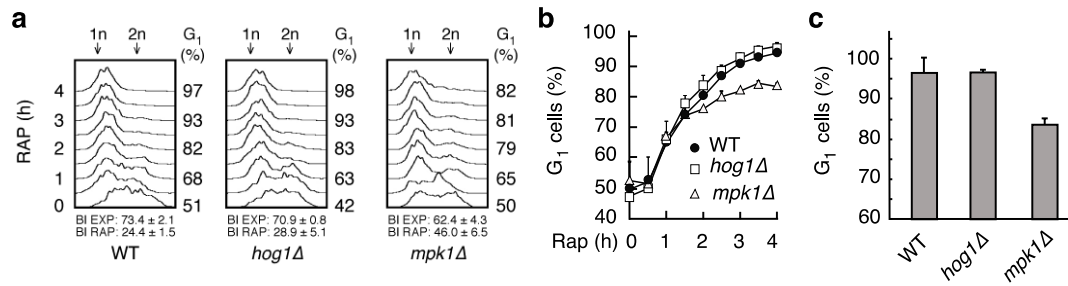 a
1n 2n G1 (%)
1n 2n G1 (%)
1n 2n G1 (%)
RAP (h)
4 97 98 82
3 93 93 81
2 82 83 79
1 68 63 65
0 51 42 50
BI EXP: 73.4 ± 2.1
BI RAP: 24.4 ± 1.5
WT
BI EXP: 70.9 ± 0.8
BI RAP: 28.9 ± 5.1
hog1Δ
BI EXP: 62.4 ± 4.3
BI RAP: 46.0 ± 6.5
mpk1Δ
b
G1 cells (%)
100
90
80
70
60
50
40
WT
hog1Δ
mpk1Δ
Rap (h) 0 1 2 3 4
c
G1 cells (%)
100
90
80
70
60
WT
hog1Δ
mpk1Δ